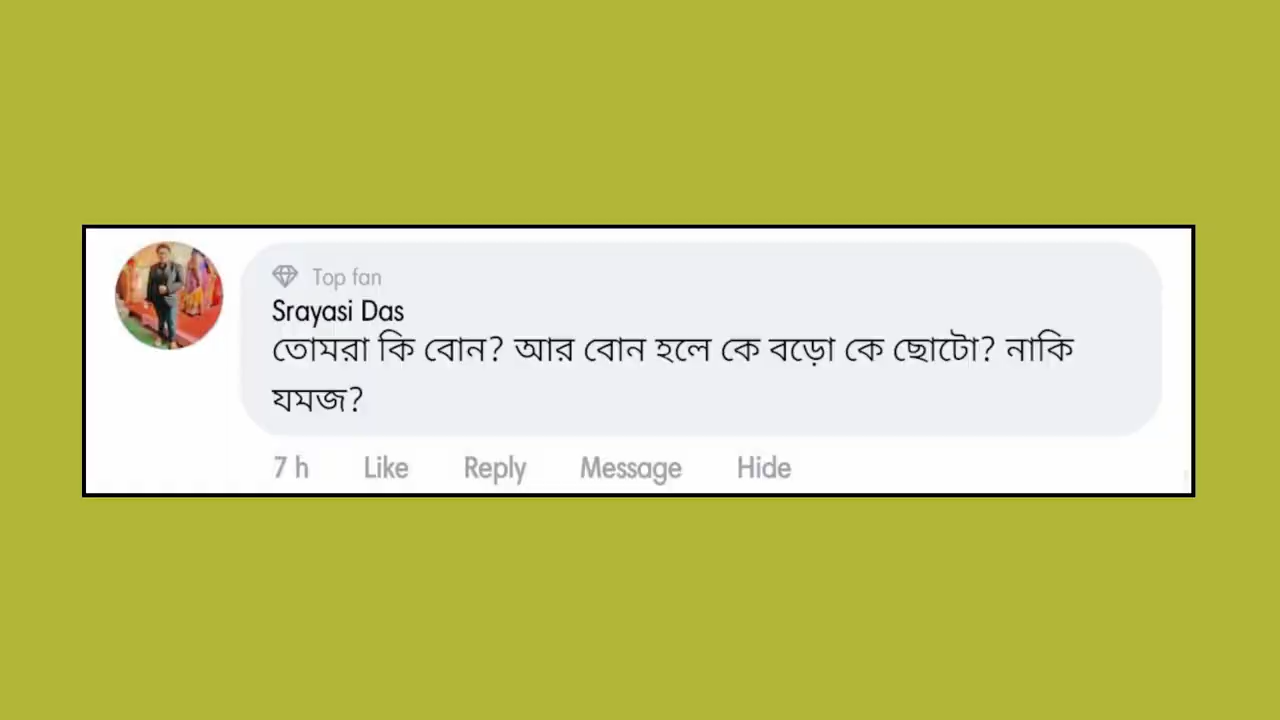 Top fan
Srayasi Das
তোমরা কি বোন? আর বোন হলে কে বড়ো কে ছোটো? নাকি
যমজ?
7 h Like Reply Message Hide